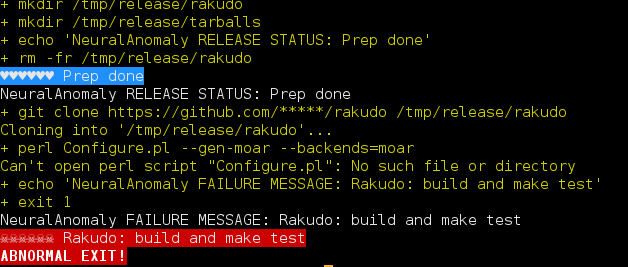 + mkdir /tmp/release/rakudo
+ mkdir /tmp/release/tarballs
+ echo 'NeuralAnomaly RELEASE STATUS: Prep done'
+ rm -fr /tmp/release/rakudo
♥♥♥♥♥♥ Prep done
NeuralAnomaly RELEASE STATUS: Prep done
+ git clone https://github.com/*****/rakudo /tmp/release/rakudo
Cloning into '/tmp/release/rakudo'...
+ perl Configure.pl --gen-moar --backends=moar
Can't open perl script "Configure.pl": No such file or directory
+ echo 'NeuralAnomaly FAILURE MESSAGE: Rakudo: build and make test'
+ exit 1
NeuralAnomaly FAILURE MESSAGE: Rakudo: build and make test
☠☠☠☠☠☠ Rakudo: build and make test
ABNORMAL EXIT!